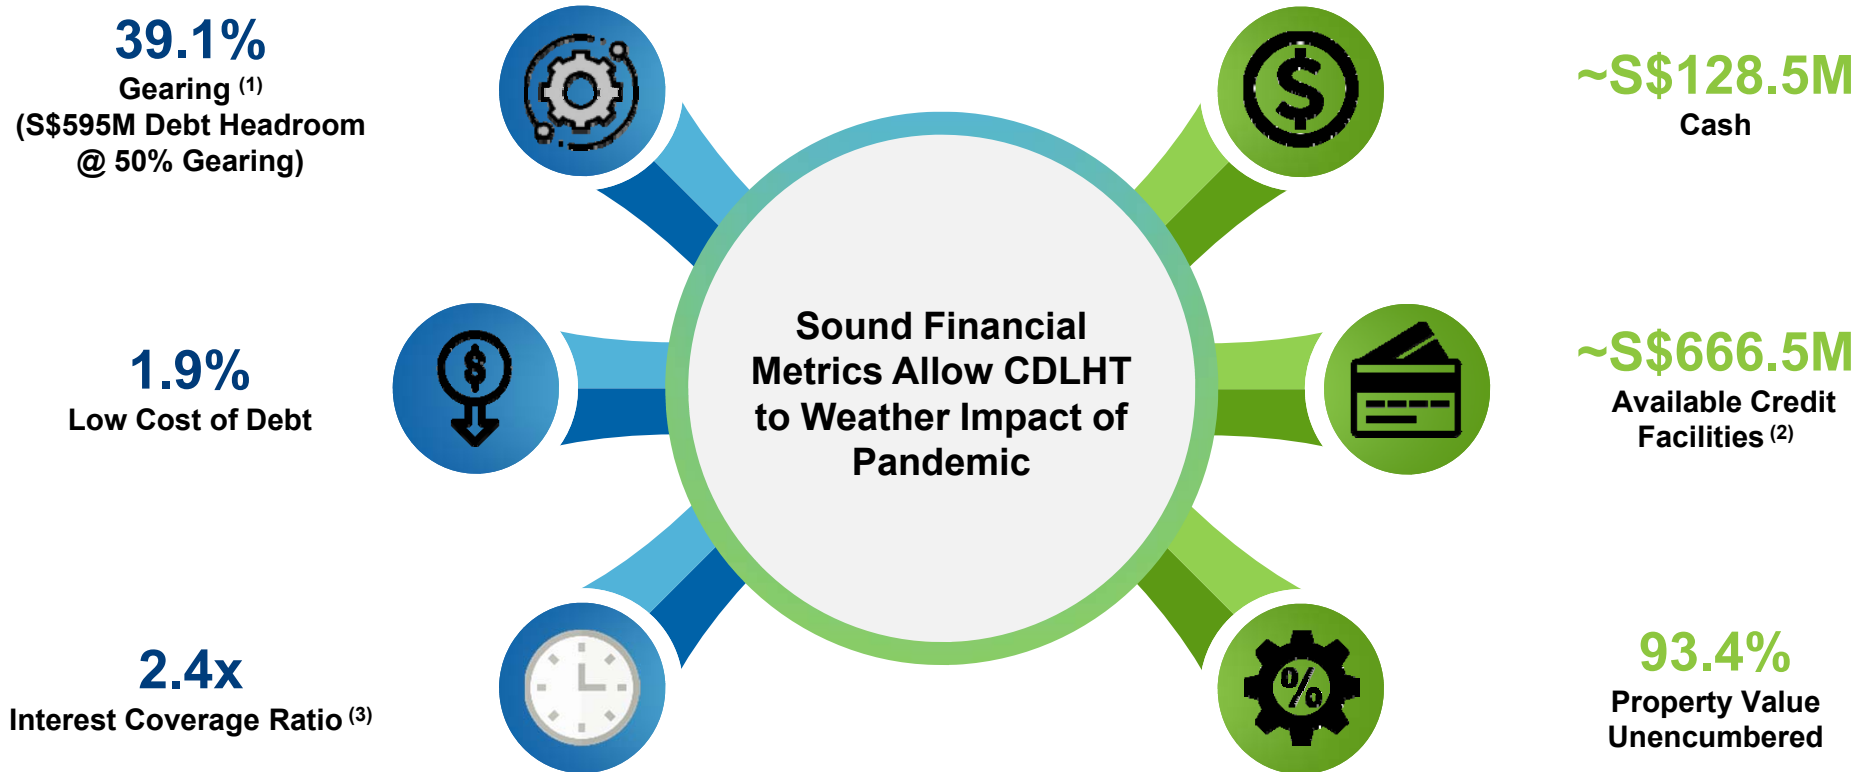 39.1%
Gearing (1)
(S$595M Debt Headroom
@ 50% Gearing)
1.9%
Low Cost of Debt
2.4x
Interest Coverage Ratio (3)
$
$
Sound Financial
Metrics Allow CDLHT
to Weather Impact of
Pandemic
$
%
~S$128.5M
Cash
~S$666.5M
Available Credit
Facilities (2)
93.4%
Property Value
Unencumbered